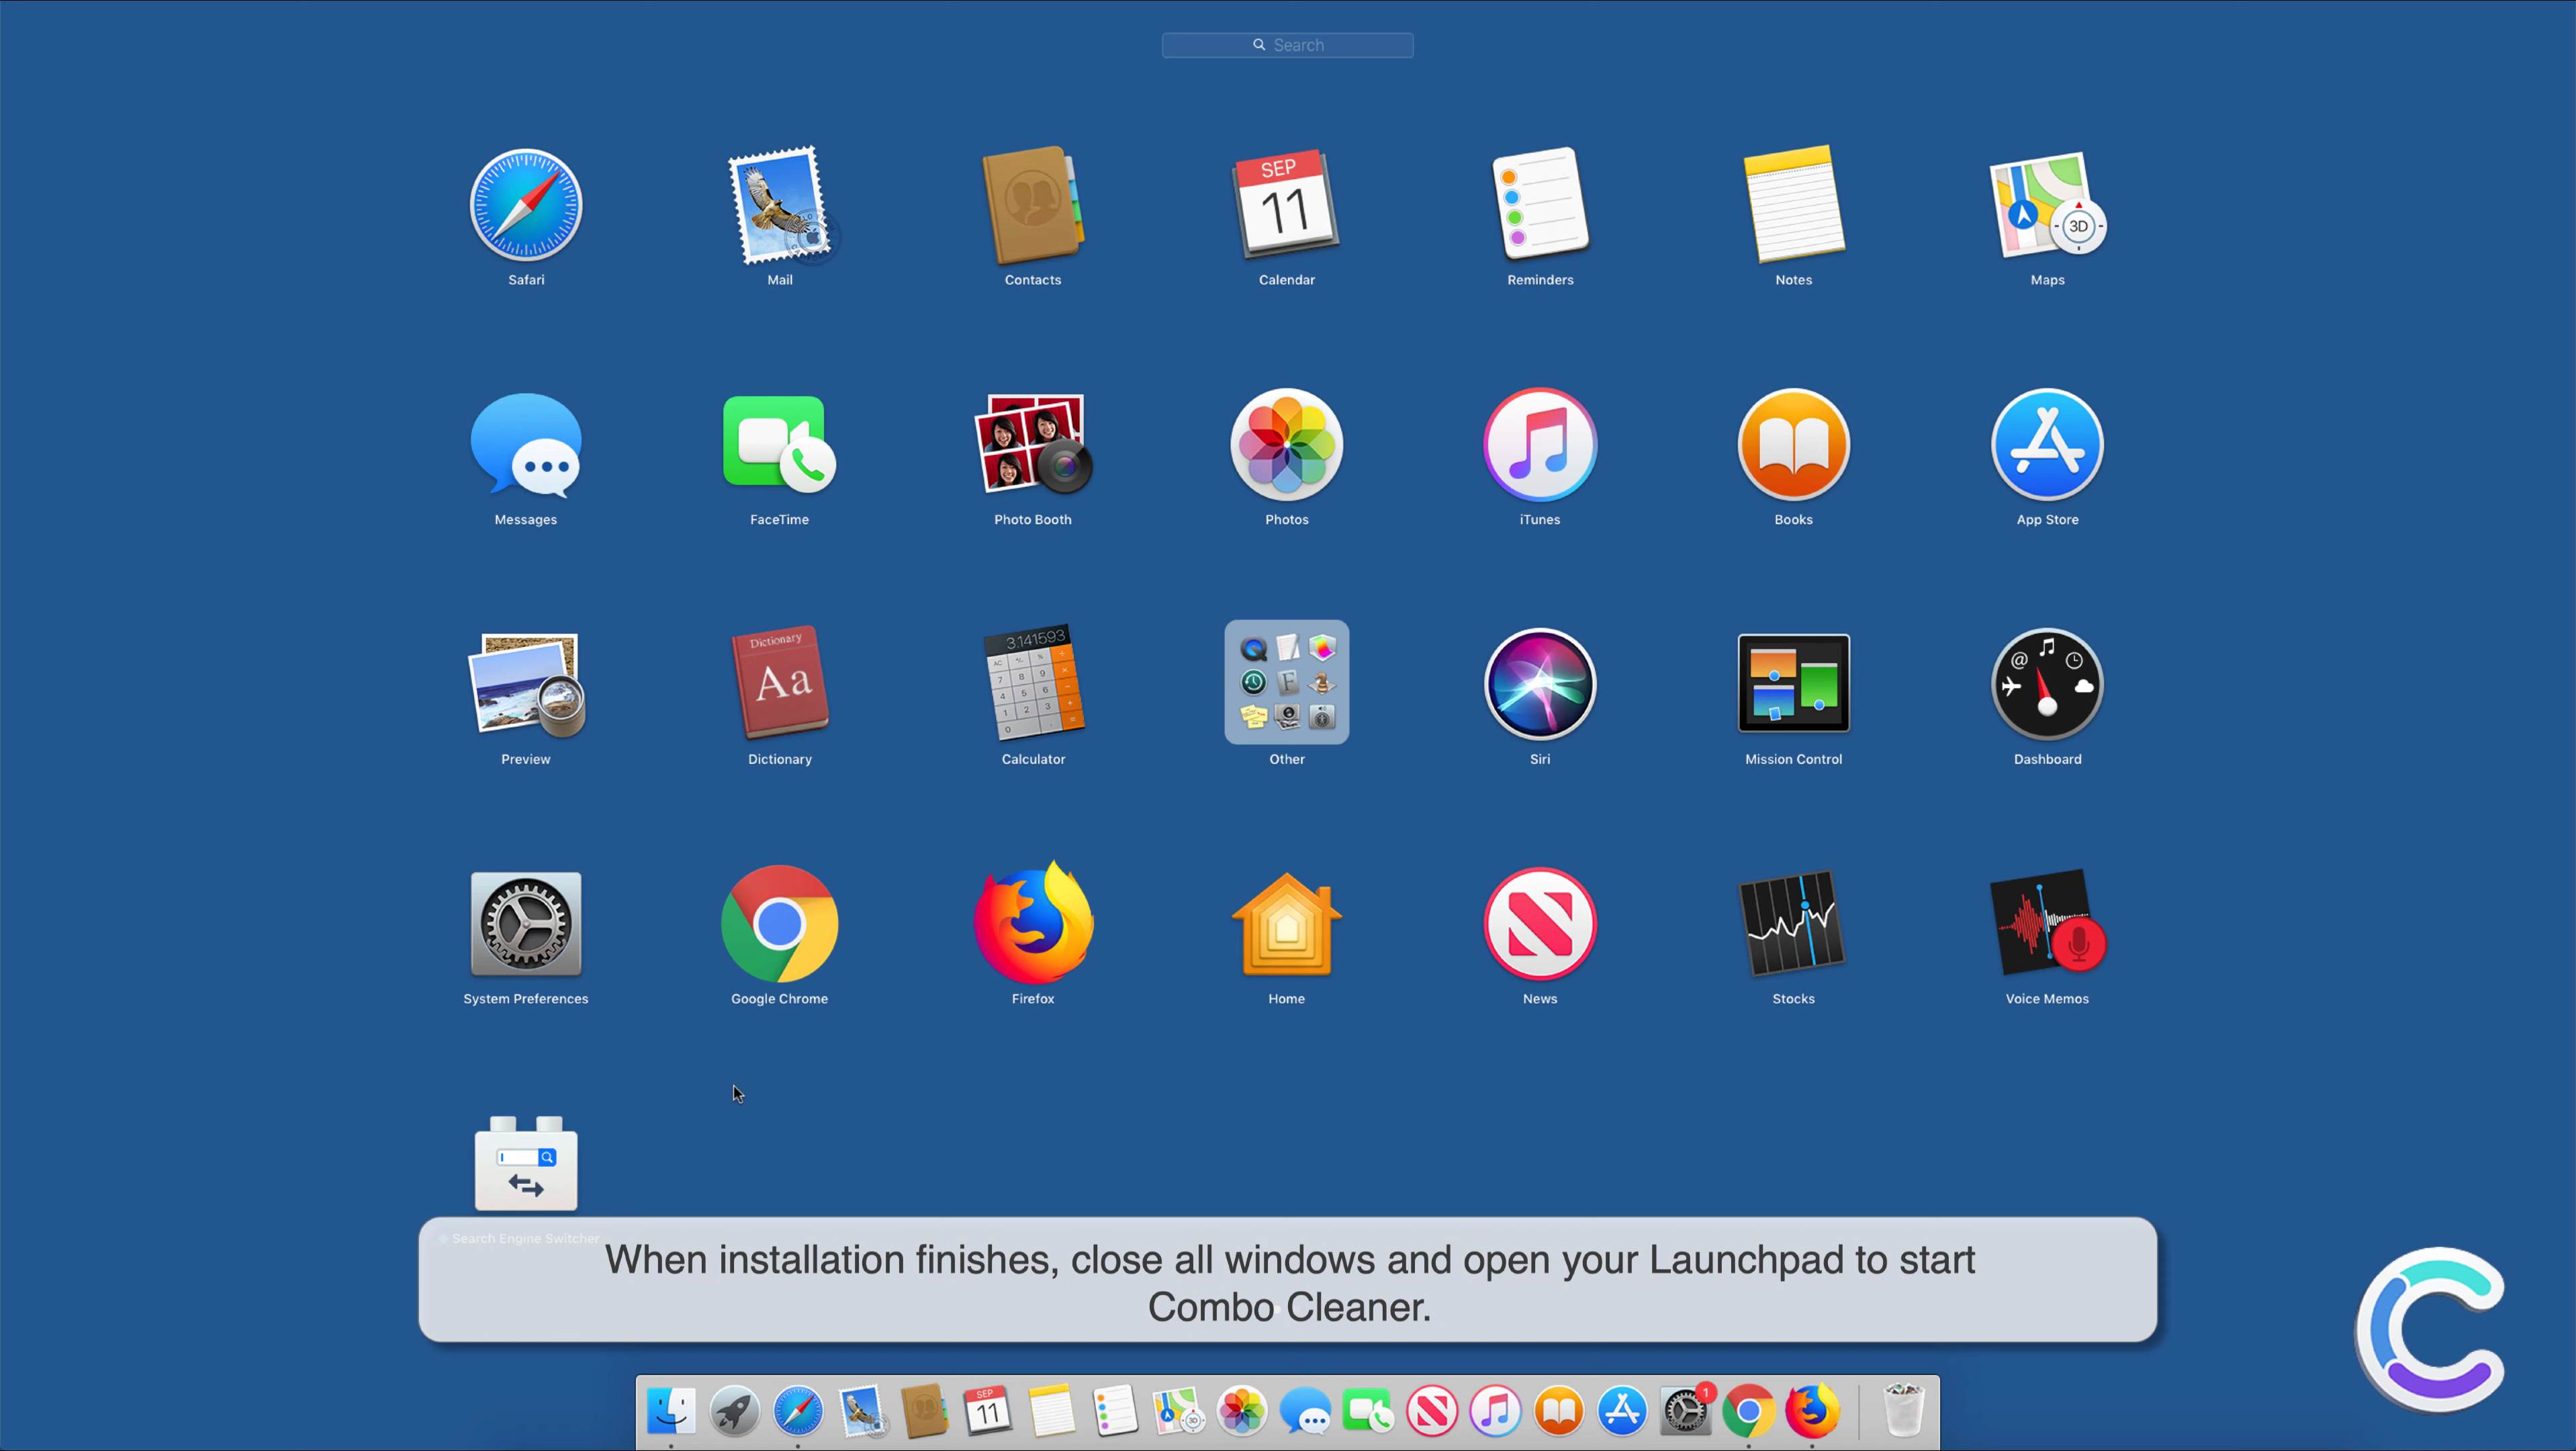 Search
SEP
11
3D
Safari
Mail
Contacts
Calendar
Reminders
Notes
Maps
Messages
FaceTime
Photo Booth
Photos
iTunes
Books
App Store
Dictionary
Aa
3.141593
Preview
Dictionary
Calculator
Other
Siri
Mission Control
Dashboard
System Preferences
Google Chrome
Firefox
Home
News
Stocks
Voice Memos
Search Engine Switcher
When installation finishes, close all windows and open your Launchpad to start
Combo Cleaner.
SEP
11
3D
1